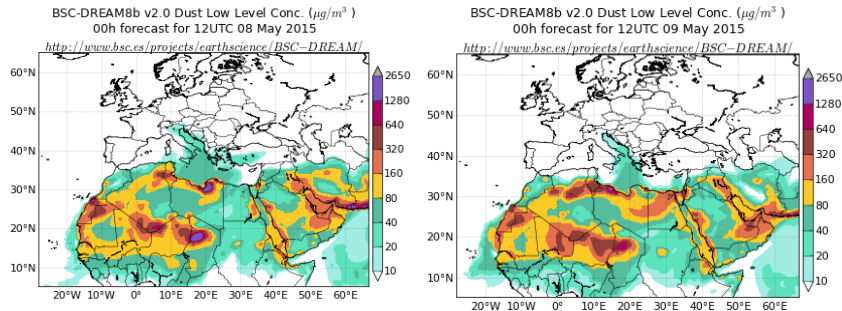 BSC-DREAM8b v2.0 Dust Low Level Conc. (μg/m³ )
00h forecast for 12UTC 08 May 2015
http://www.bsc.es/projects/earthscience/BSC−DREAM/
60°N
50°N
40°N
30°N
20°N
10°N
20°W 10°W 0° 10°E 20°E 30°E 40°E 50°E 60°E
2650
1280
640
320
160
80
40
20
10
BSC-DREAM8b v2.0 Dust Low Level Conc. (μg/m³ )
00h forecast for 12UTC 09 May 2015
http://www.bsc.es/projects/earthscience/BSC−DREAM/
60°N
50°N
40°N
30°N
20°N
10°N
20°W 10°W 0° 10°E 20°E 30°E 40°E 50°E 60°E
2650
1280
640
320
160
80
40
20
10